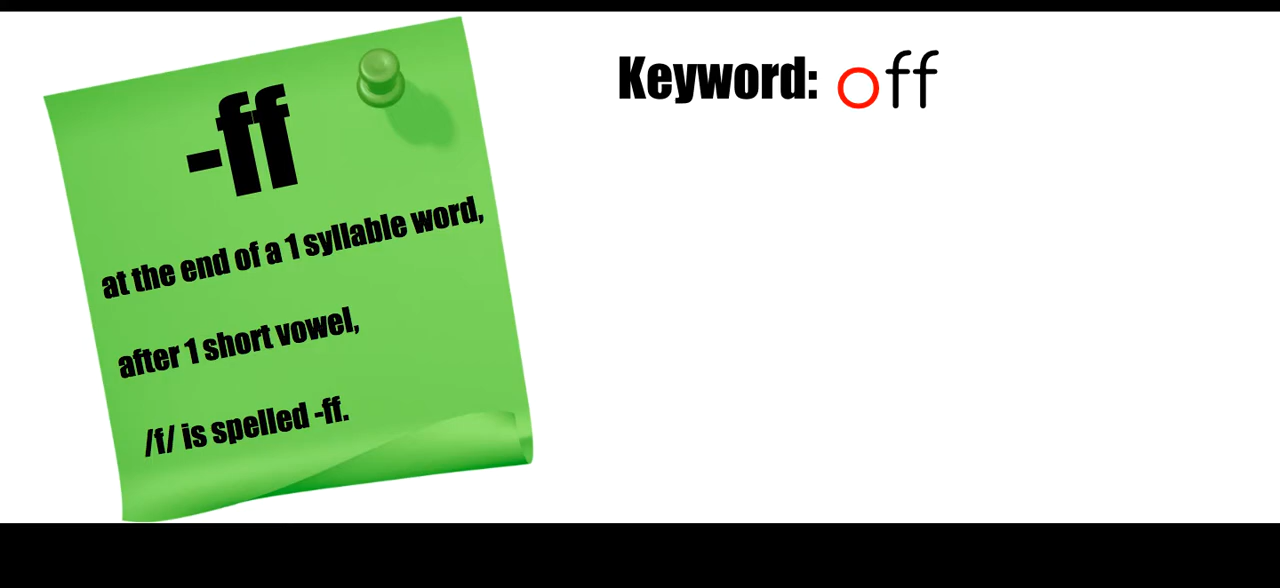 -ff
at the end of a 1 syllable word,
after 1 short vowel,
/f/ is spelled -ff.
Keyword: off